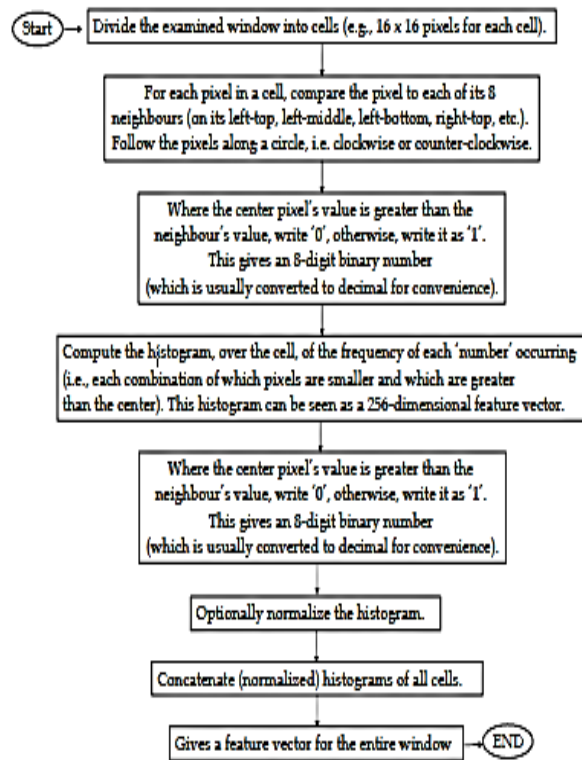 Start
Divide the examined window into cells (e.g., 16 x 16 pixels for each cell).
For each pixel in a cell, compare the pixel to each of its 8
neighbours (on its left-top, left-middle, left-bottom, right-top, etc.).
Follow the pixels along a circle, i.e. clockwise or counter-clockwise.
Where the center pixel's value is greater than the
neighbour's value, write '0', otherwise, write it as '1'.
This gives an 8-digit binary number
(which is usually converted to decimal for convenience).
Compute the histogram, over the cell, of the frequency of each 'number' occurring
(i.e., each combination of which pixels are smaller and which are greater
than the center). This histogram can be seen as a 256-dimensional feature vector.
Where the center pixel's value is greater than the
neighbour's value, write '0', otherwise, write it as '1'.
This gives an 8-digit binary number
(which is usually converted to decimal for convenience).
Optionally normalize the histogram.
Concatenate (normalized) histograms of all cells.
Gives a feature vector for the entire window
END